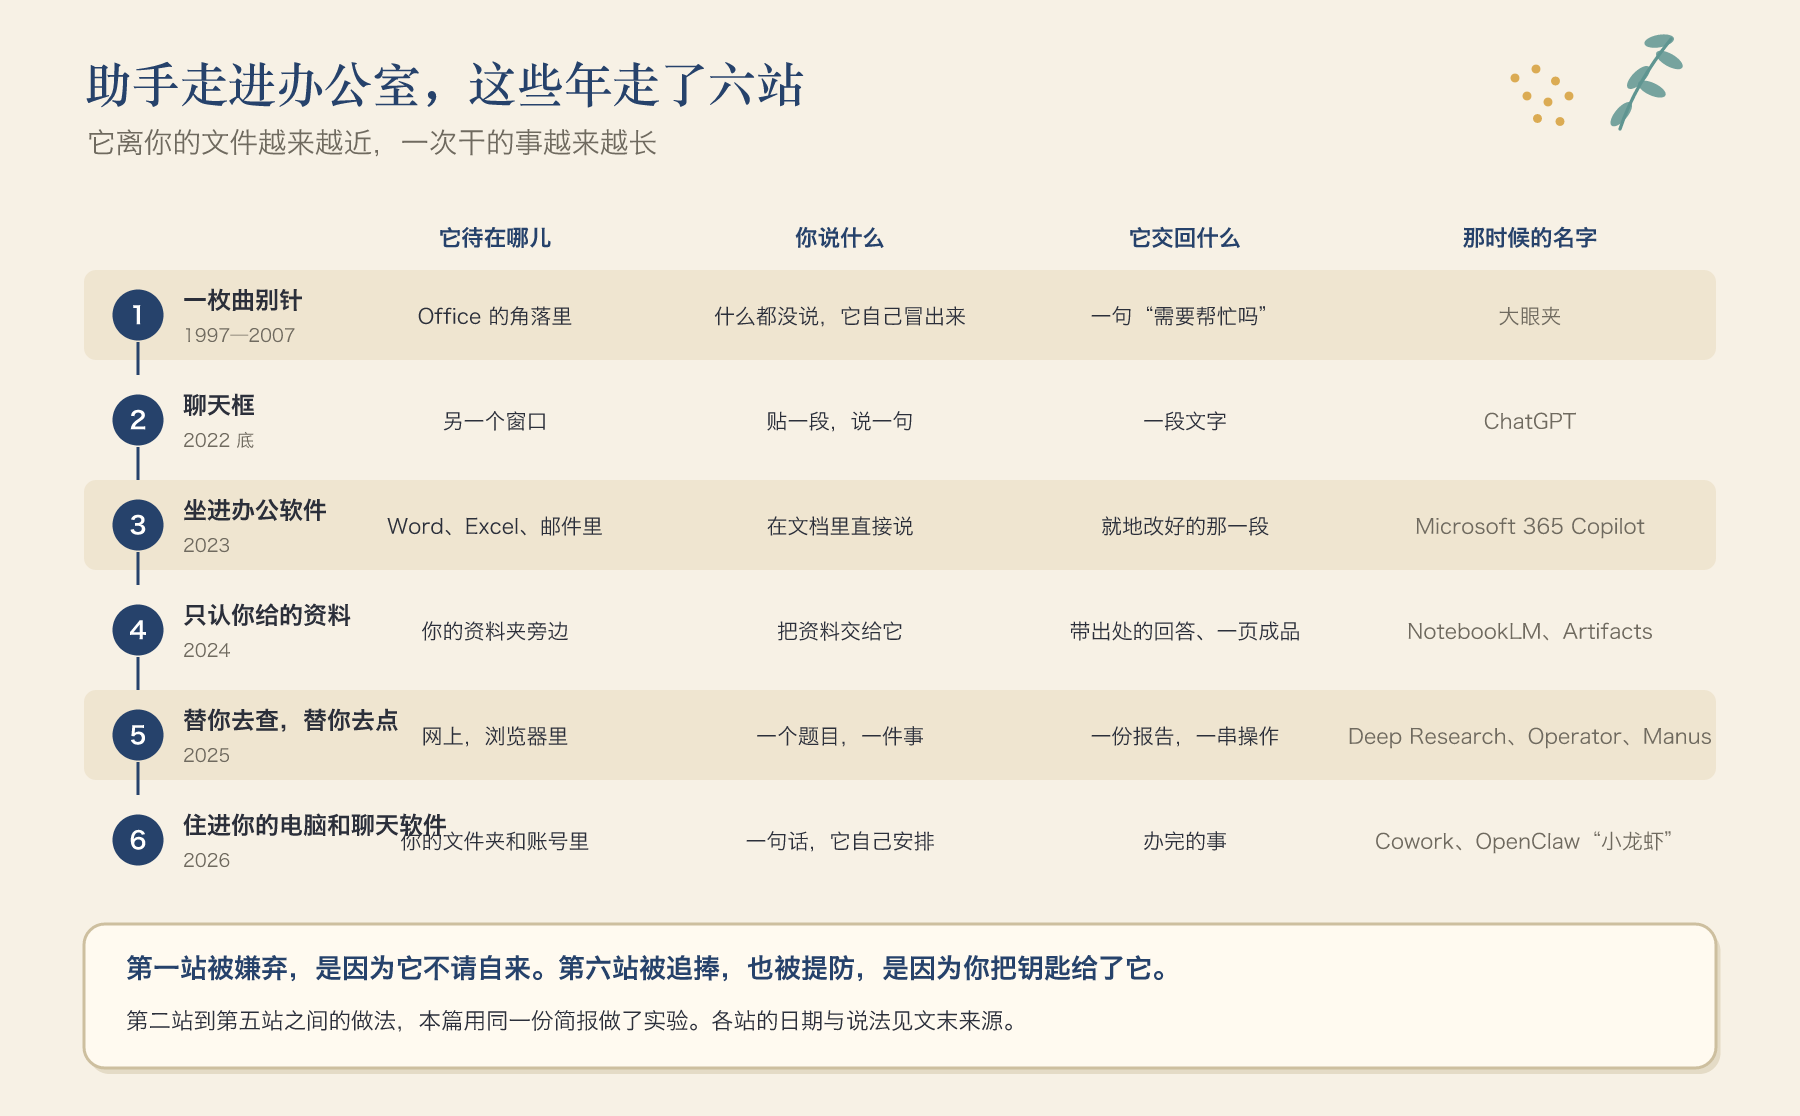 助手走进办公室，这些年走了六站
它离你的文件越来越近，一次干的事越来越长
它待在哪儿 你说什么 它交回什么 那时候的名字
1 一枚曲别针 Office 的角落里 什么都没说，它自己冒出来 一句“需要帮忙吗” 大眼夹
1997—2007
2 聊天框 另一个窗口 贴一段，说一句 一段文字 ChatGPT
2022 底
3 坐进办公软件 Word、Excel、邮件里 在文档里直接说 就地改好的那一段 Microsoft 365 Copilot
2023
4 只认你给的资料 你的资料夹旁边 把资料交给它 带出处的回答、一页成品 NotebookLM、Artifacts
2024
5 替你去查，替你去点 网上，浏览器里 一个题目，一件事 一份报告，一串操作 Deep Research、Operator、Manus
2025
6 住进你的电脑和聊天软件 你的文件夹和账号里 一句话，它自己安排 办完的事 Cowork、OpenClaw“小龙虾”
2026
第一站被嫌弃，是因为它不请自来。第六站被追捧，也被提防，是因为你把钥匙给了它。
第二站到第五站之间的做法，本篇用同一份简报做了实验。各站的日期与说法见文末来源。